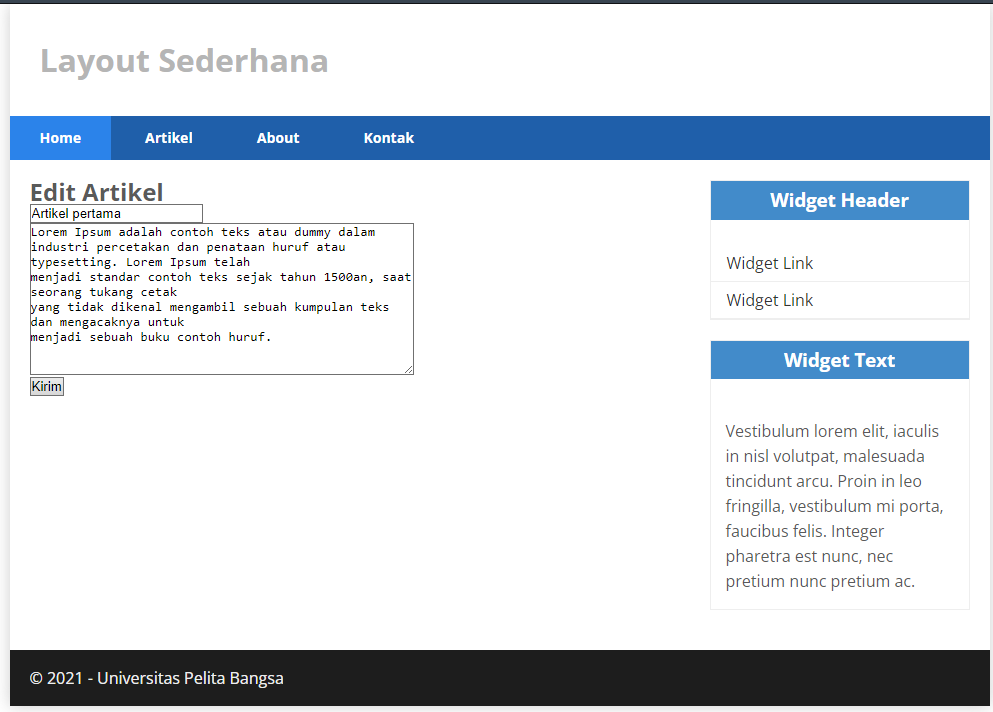 Layout Sederhana
Home Artikel About Kontak
Edit Artikel
Artikel pertama
Lorem Ipsum adalah contoh teks atau dummy dalam
industri percetakan dan penataan huruf atau
typesetting. Lorem Ipsum telah
menjadi standar contoh teks sejak tahun 1500an, saat
seorang tukang cetak
yang tidak dikenal mengambil sebuah kumpulan teks
dan mengacaknya untuk
menjadi sebuah buku contoh huruf.
Kirim
Widget Header
Widget Link
Widget Link
Widget Text
Vestibulum lorem elit, iaculis
in nisl volutpat, malesuada
tincidunt arcu. Proin in leo
fringilla, vestibulum mi porta,
faucibus felis. Integer
pharetra est nunc, nec
pretium nunc pretium ac.
© 2021 - Universitas Pelita Bangsa